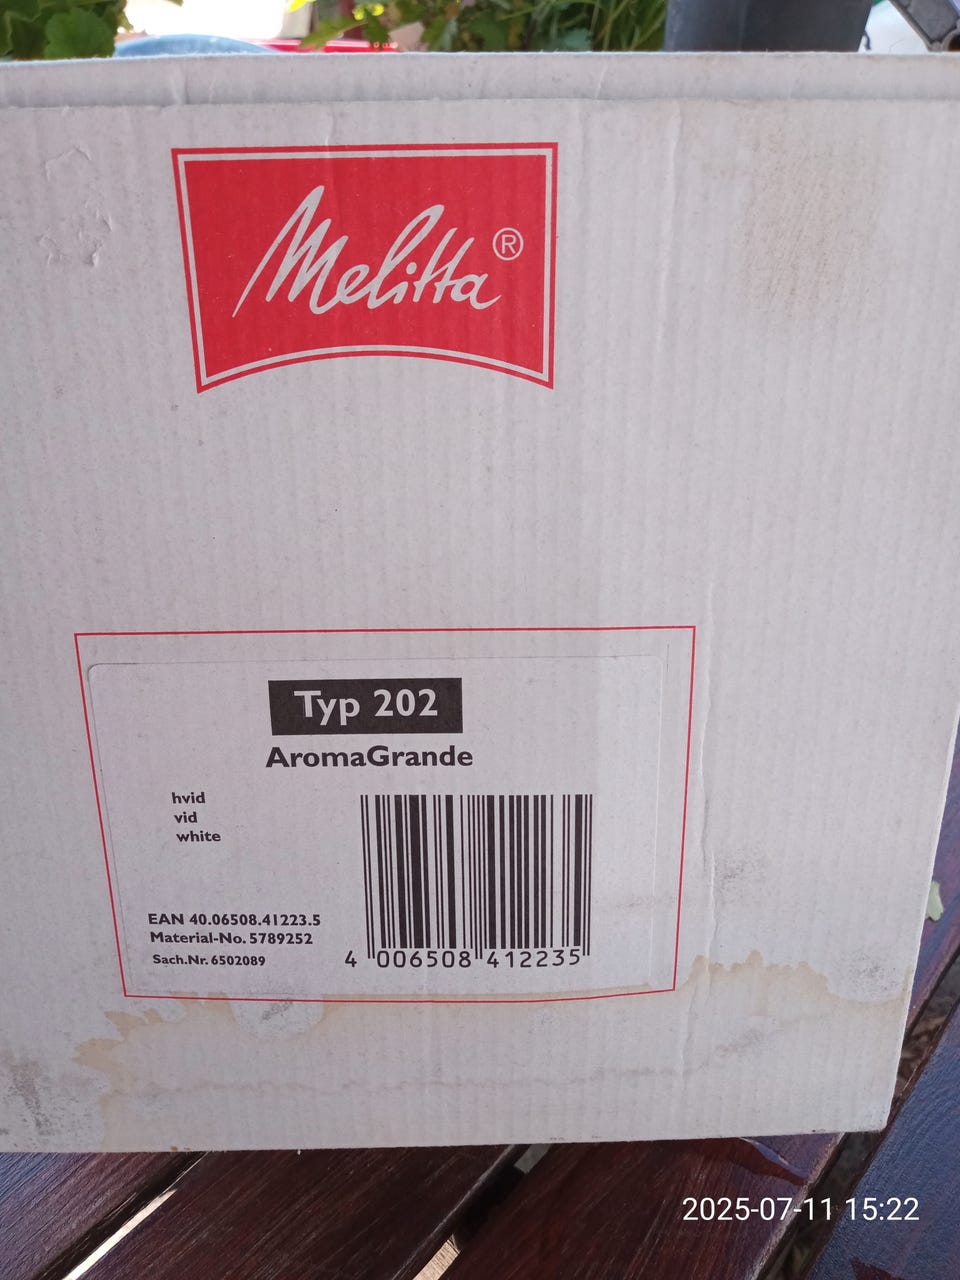 Melitta®
Typ 202
AromaGrande
hvid
vid
white
EAN 40.06508.41223.5
Material-No. 5789252
Sach.Nr. 6502089
4 006508 412235
2025-07-11 15:22